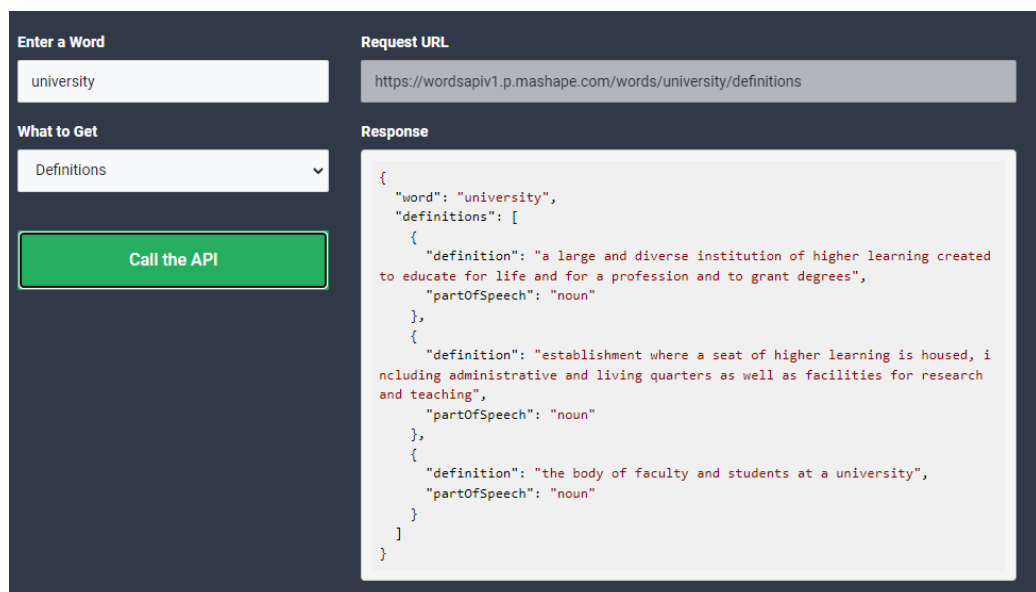 Enter a Word
university
What to Get
Definitions
Call the API
Request URL
https://wordsapiv1.p.mashape.com/words/university/definitions
Response
{
"word": "university",
"definitions": [
{
"definition": "a large and diverse institution of higher learning created
to educate for life and for a profession and to grant degrees",
"partOfSpeech": "noun"
},
{
"definition": "establishment where a seat of higher learning is housed, i
ncluding administrative and living quarters as well as facilities for research
and teaching",
"partOfSpeech": "noun"
},
{
"definition": "the body of faculty and students at a university",
"partOfSpeech": "noun"
}
]
}